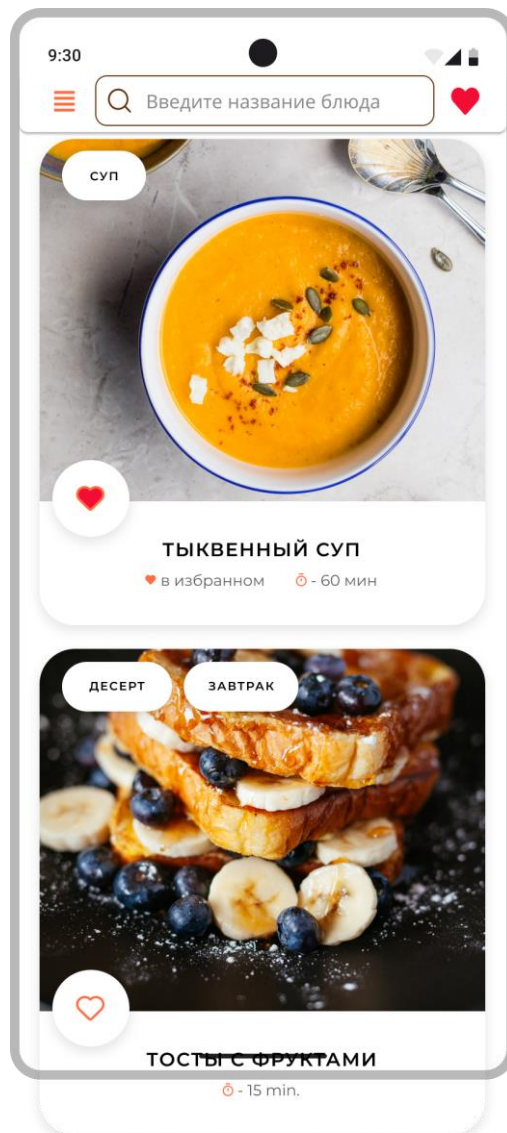 9:30
Введите название блюда
СУП
ТЫКВЕННЫЙ СУП
в избранном - 60 мин
ДЕСЕРТ ЗАВТРАК
ТОСТЫ С ФРУКТАМИ
- 15 min.